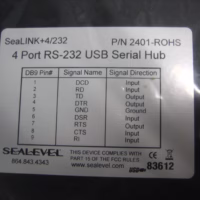 SeaLINK+4/232 P/N 2401-ROHS
4 Port RS-232 USB Serial Hub
DB9 Pin# Signal Name Signal Direction
1 DCD Input
2 RD Input
3 TD Output
4 DTR Output
5 GND
6 DSR Input
7 RTS Output
8 CTS Input
9 RI Input
SEALEVEL
864.843.4343
THIS DEVICE COMPLIES WITH
PART 15 OF THE FCC RULES
www.sealevel.com
83612